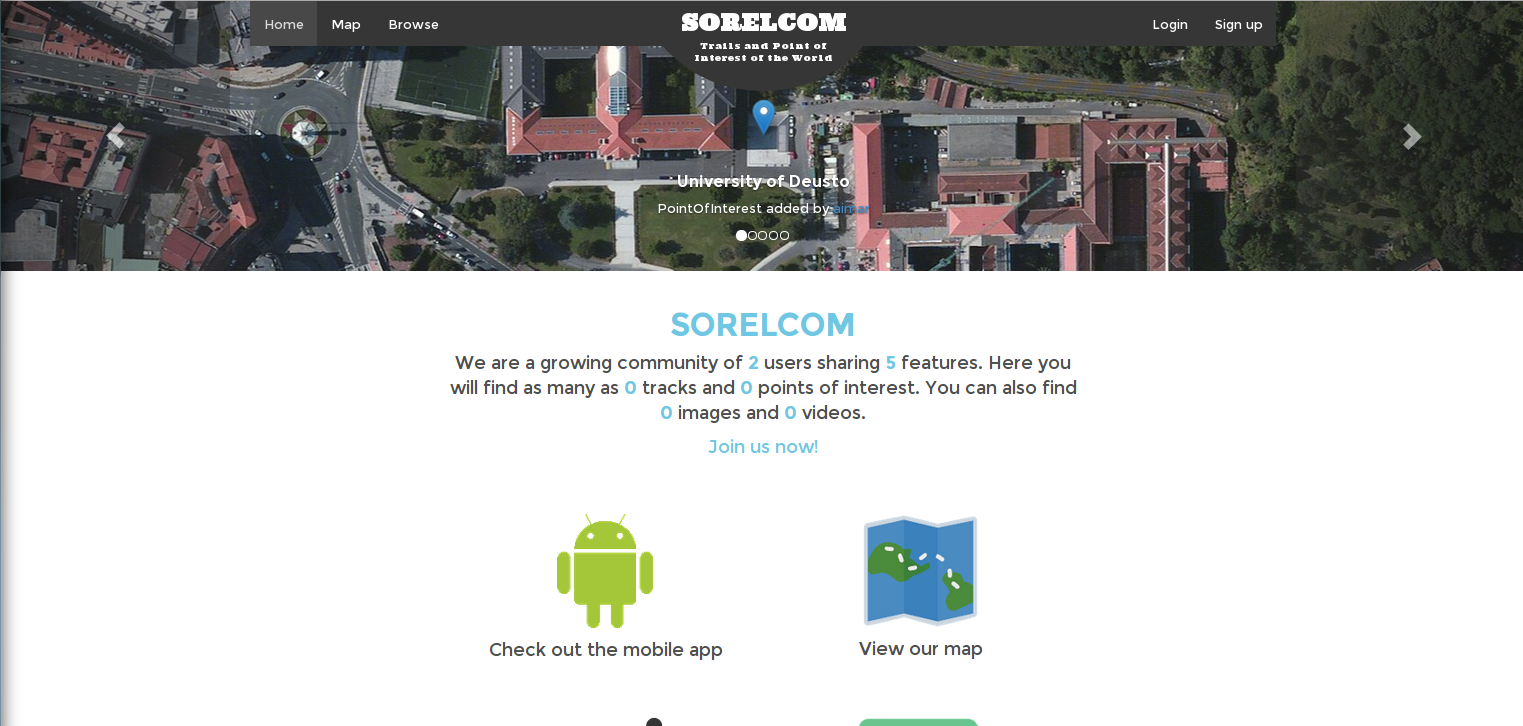 Home Map Browse
SORELCOM
Trails and Point of
Interest of the World
Login Sign up
University of Deusto
PointOfInterest added by aimar
SORELCOM
We are a growing community of 2 users sharing 5 features. Here you
will find as many as 0 tracks and 0 points of interest. You can also find
0 images and 0 videos.
Join us now!
Check out the mobile app
View our map